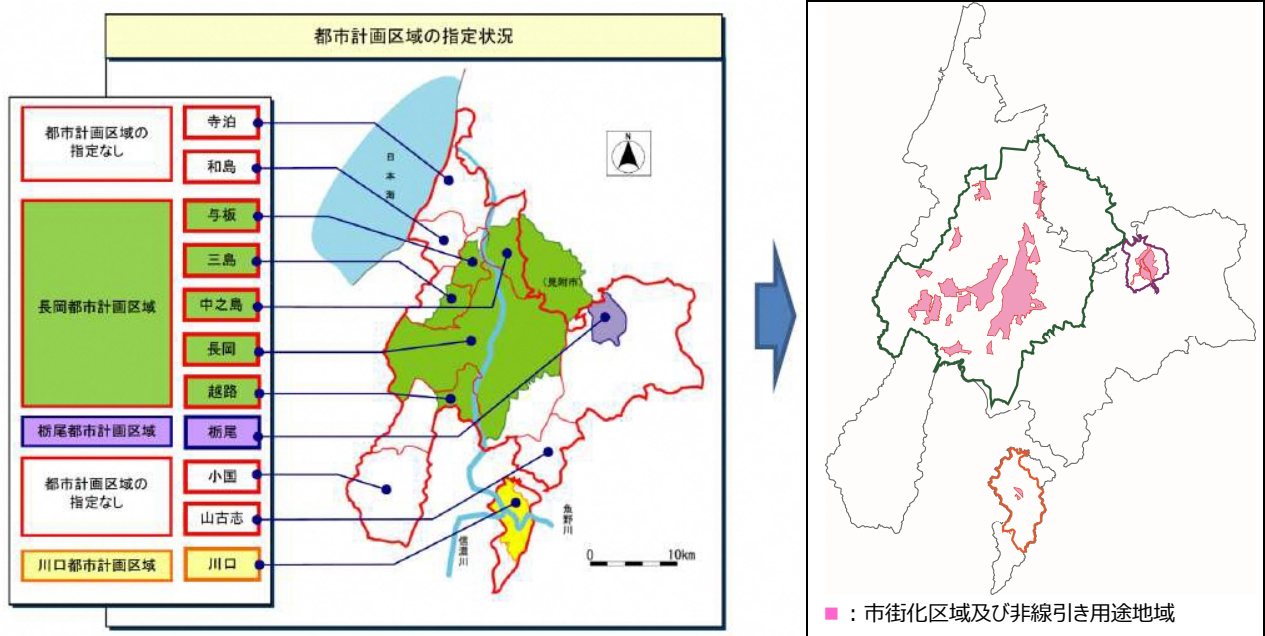 都市計画区域の指定状況
都市計画区域の
指定なし
寺泊
和島
長岡都市計画区域
与板
三島
中之島
長岡
越路
栃尾都市計画区域
栃尾
都市計画区域の
指定なし
小国
山古志
川口都市計画区域
川口
日本海
N
(見附市)
魚野川
信濃川
0 10km
：市街化区域及び非線引き用途地域